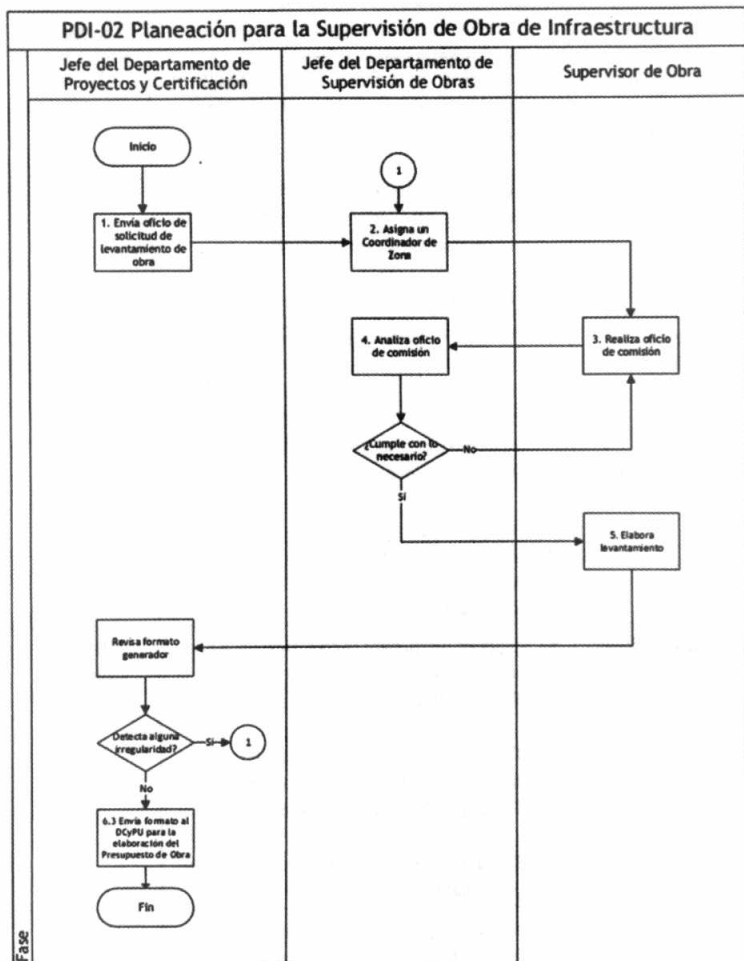 PDI-02 Planeación para la Supervisión de Obra de Infraestructura
Jefe del Departamento de
Proyectos y Certificación
Jefe del Departamento de
Supervisión de Obras
Supervisor de Obra
Inicio
1
1. Envía oficio de
solicitud de
levantamiento de
obra
2. Asigna un
Coordinador de
Zona
4. Analiza oficio
de comisión
3. Realiza oficio
de comisión
¿Cumple con lo
necesario?
No
Sí
5. Elabora
levantamiento
Revisa formato
generador
Detecta alguna
irregularidad?
Sí
1
No
6.3 Envía formato al
DCyPU para la
elaboración del
Presupuesto de Obra
Fin
Fase